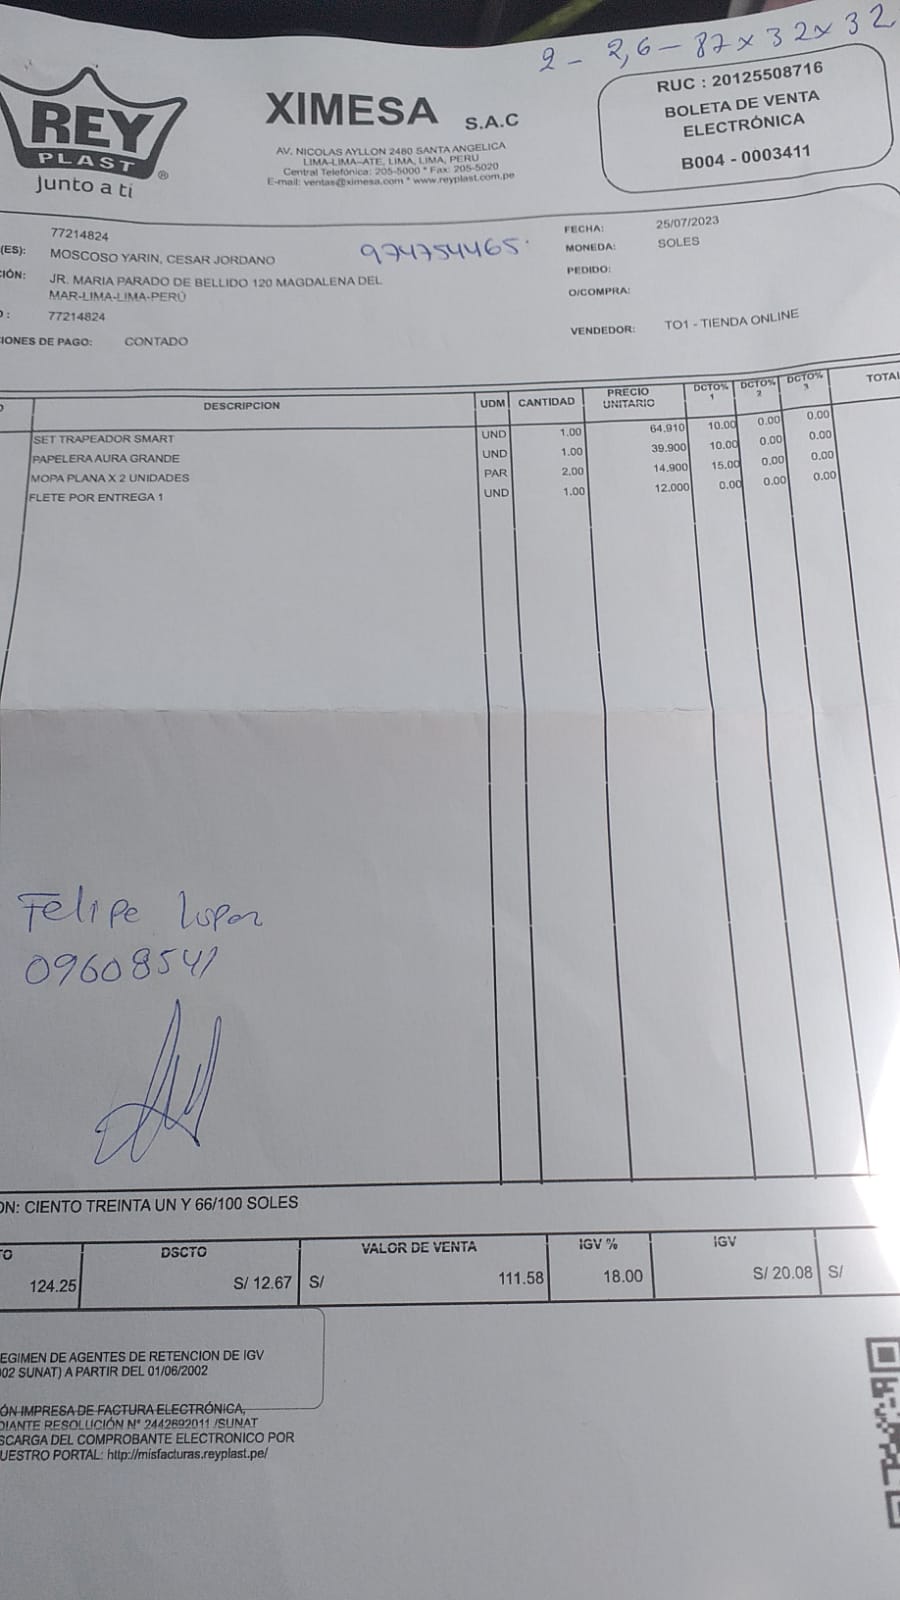 2 - 2,6 - 87 x 32 x 32
REY
PLAST ®
Junto a ti
XIMESA S.A.C
AV. NICOLAS AYLLON 2480 SANTA ANGELICA
LIMA-LIMA-ATE, LIMA, LIMA, PERU
Central Telefónica: 205-5000 * Fax: 205-5020
E-mail: ventas@ximesa.com * www.reyplast.com.pe
RUC : 20125508716
BOLETA DE VENTA
ELECTRÓNICA
B004 - 0003411
77214824
(ES): MOSCOSO YARIN, CESAR JORDANO 974754465
CIÓN: JR. MARIA PARADO DE BELLIDO 120 MAGDALENA DEL
MAR-LIMA-LIMA-PERÚ
O : 77214824
IONES DE PAGO: CONTADO
FECHA: 25/07/2023
MONEDA: SOLES
PEDIDO:
O/COMPRA:
VENDEDOR: TO1 - TIENDA ONLINE
O DESCRIPCION UDM CANTIDAD PRECIO UNITARIO DCTO% 1 DCTO% 2 DCTO% 3 TOTAL
SET TRAPEADOR SMART UND 1.00 64.910 10.00 0.00 0.00
PAPELERA AURA GRANDE UND 1.00 39.900 10.00 0.00 0.00
MOPA PLANA X 2 UNIDADES PAR 2.00 14.900 15.00 0.00 0.00
FLETE POR ENTREGA 1 UND 1.00 12.000 0.00 0.00 0.00
Felipe
09608541
ON: CIENTO TREINTA UN Y 66/100 SOLES
TO DSCTO VALOR DE VENTA IGV % IGV
124.25 S/ 12.67 S/ 111.58 18.00 S/ 20.08 S/
EGIMEN DE AGENTES DE RETENCION DE IGV
002 SUNAT) A PARTIR DEL 01/06/2002
ÓN IMPRESA DE FACTURA ELECTRÓNICA,
DIANTE RESOLUCIÓN N° 2442692011 /SUNAT
SCARGA DEL COMPROBANTE ELECTRONICO POR
UESTRO PORTAL: http://misfacturas.reyplast.pe/